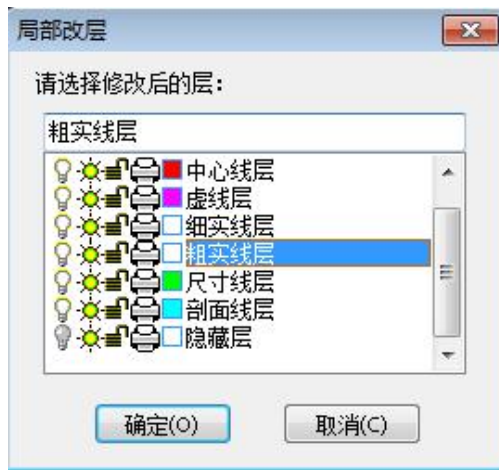 局部改层
请选择修改后的层：
粗实线层
中心线层
虚线层
细实线层
粗实线层
尺寸线层
剖面线层
隐藏层
确定(O) 取消(C)